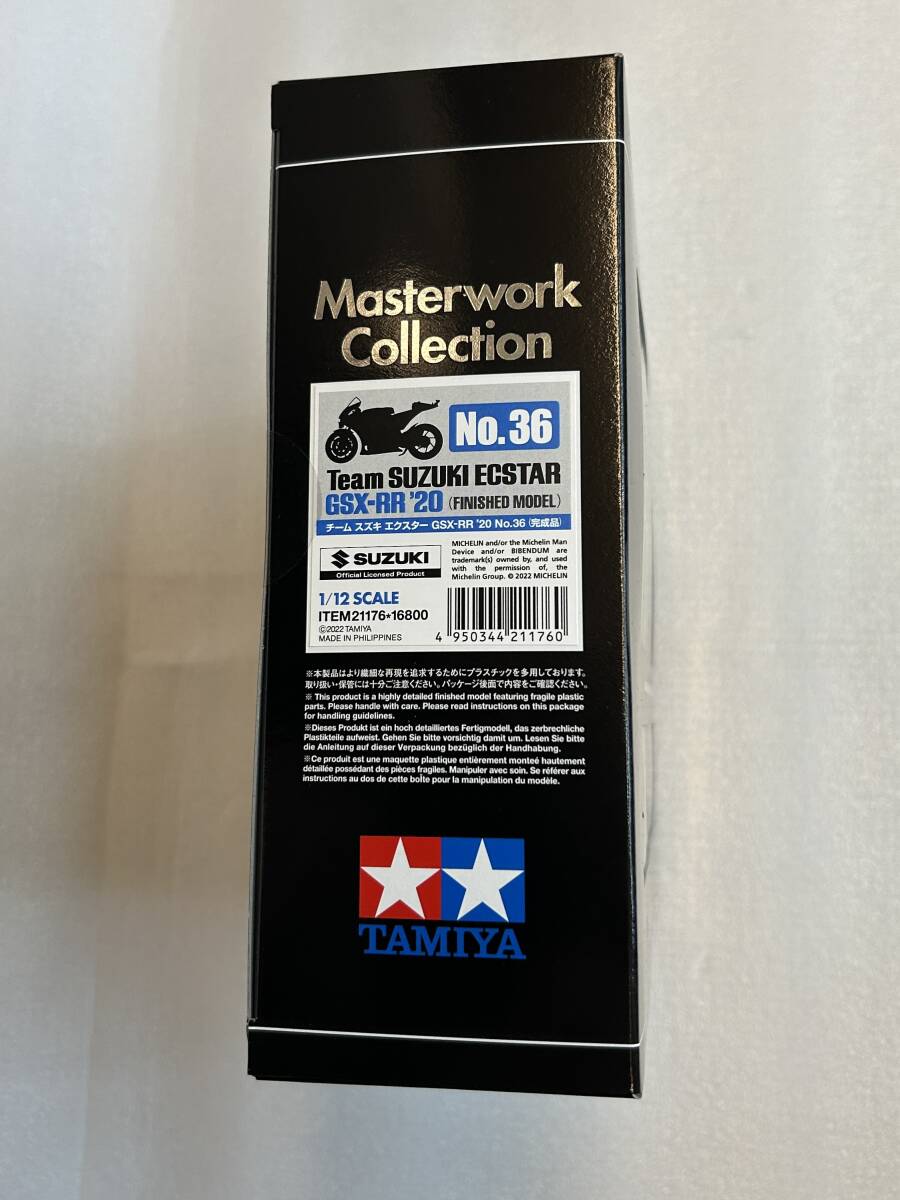 Masterwork
Collection
No.36
Team SUZUKI ECSTAR
GSX-RR '20 (FINISHED MODEL)
チーム スズキ エクスター GSX-RR '20 No.36 (完成品)
SUZUKI
Official Licensed Product
MICHELIN and/or the Michelin Man
Device and/or BIBENDUM are
trademark(s) owned by, and used
with the permission of, the
Michelin Group. © 2022 MICHELIN
1/12 SCALE
ITEM 21176*16800
©2022 TAMIYA
MADE IN PHILIPPINES
4 950344 211760
※本製品はより繊細な再現を追求するためにプラスチックを多用しております。
取り扱い・保管には十分ご注意ください。パッケージ後面で内容をご確認ください。
※ This product is a highly detailed finished model featuring fragile plastic
parts. Please handle with care. Please read instructions on this package
for handling guidelines.
※Dieses Produkt ist ein hoch detailliertes Fertigmodell, das zerbrechliche
Plastikteile aufweist. Gehen Sie bitte vorsichtig damit um. Lesen Sie bitte
die Anleitung auf dieser Verpackung bezüglich der Handhabung.
※Ce produit est une maquette plastique entièrement monteé hautement
détaillée possédant des pièces fragiles. Manipuler avec soin. Se référer aux
instructions au dos de cette boîte pour la manipulation du modèle.
TAMIYA